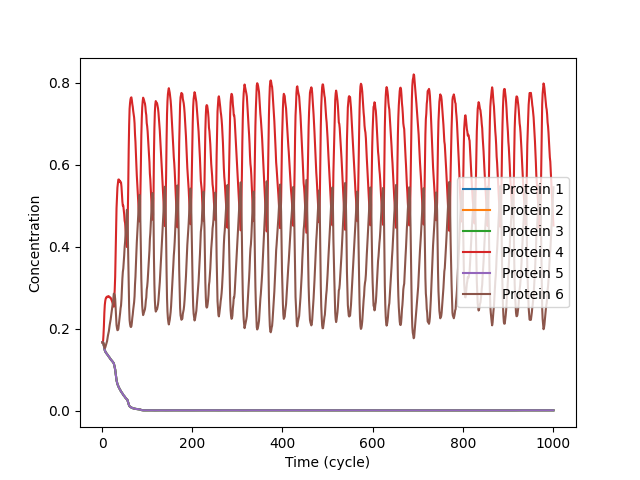 0.8
0.6
0.4
0.2
0.0
Concentration
Protein 1
Protein 2
Protein 3
Protein 4
Protein 5
Protein 6
0 200 400 600 800 1000
Time (cycle)